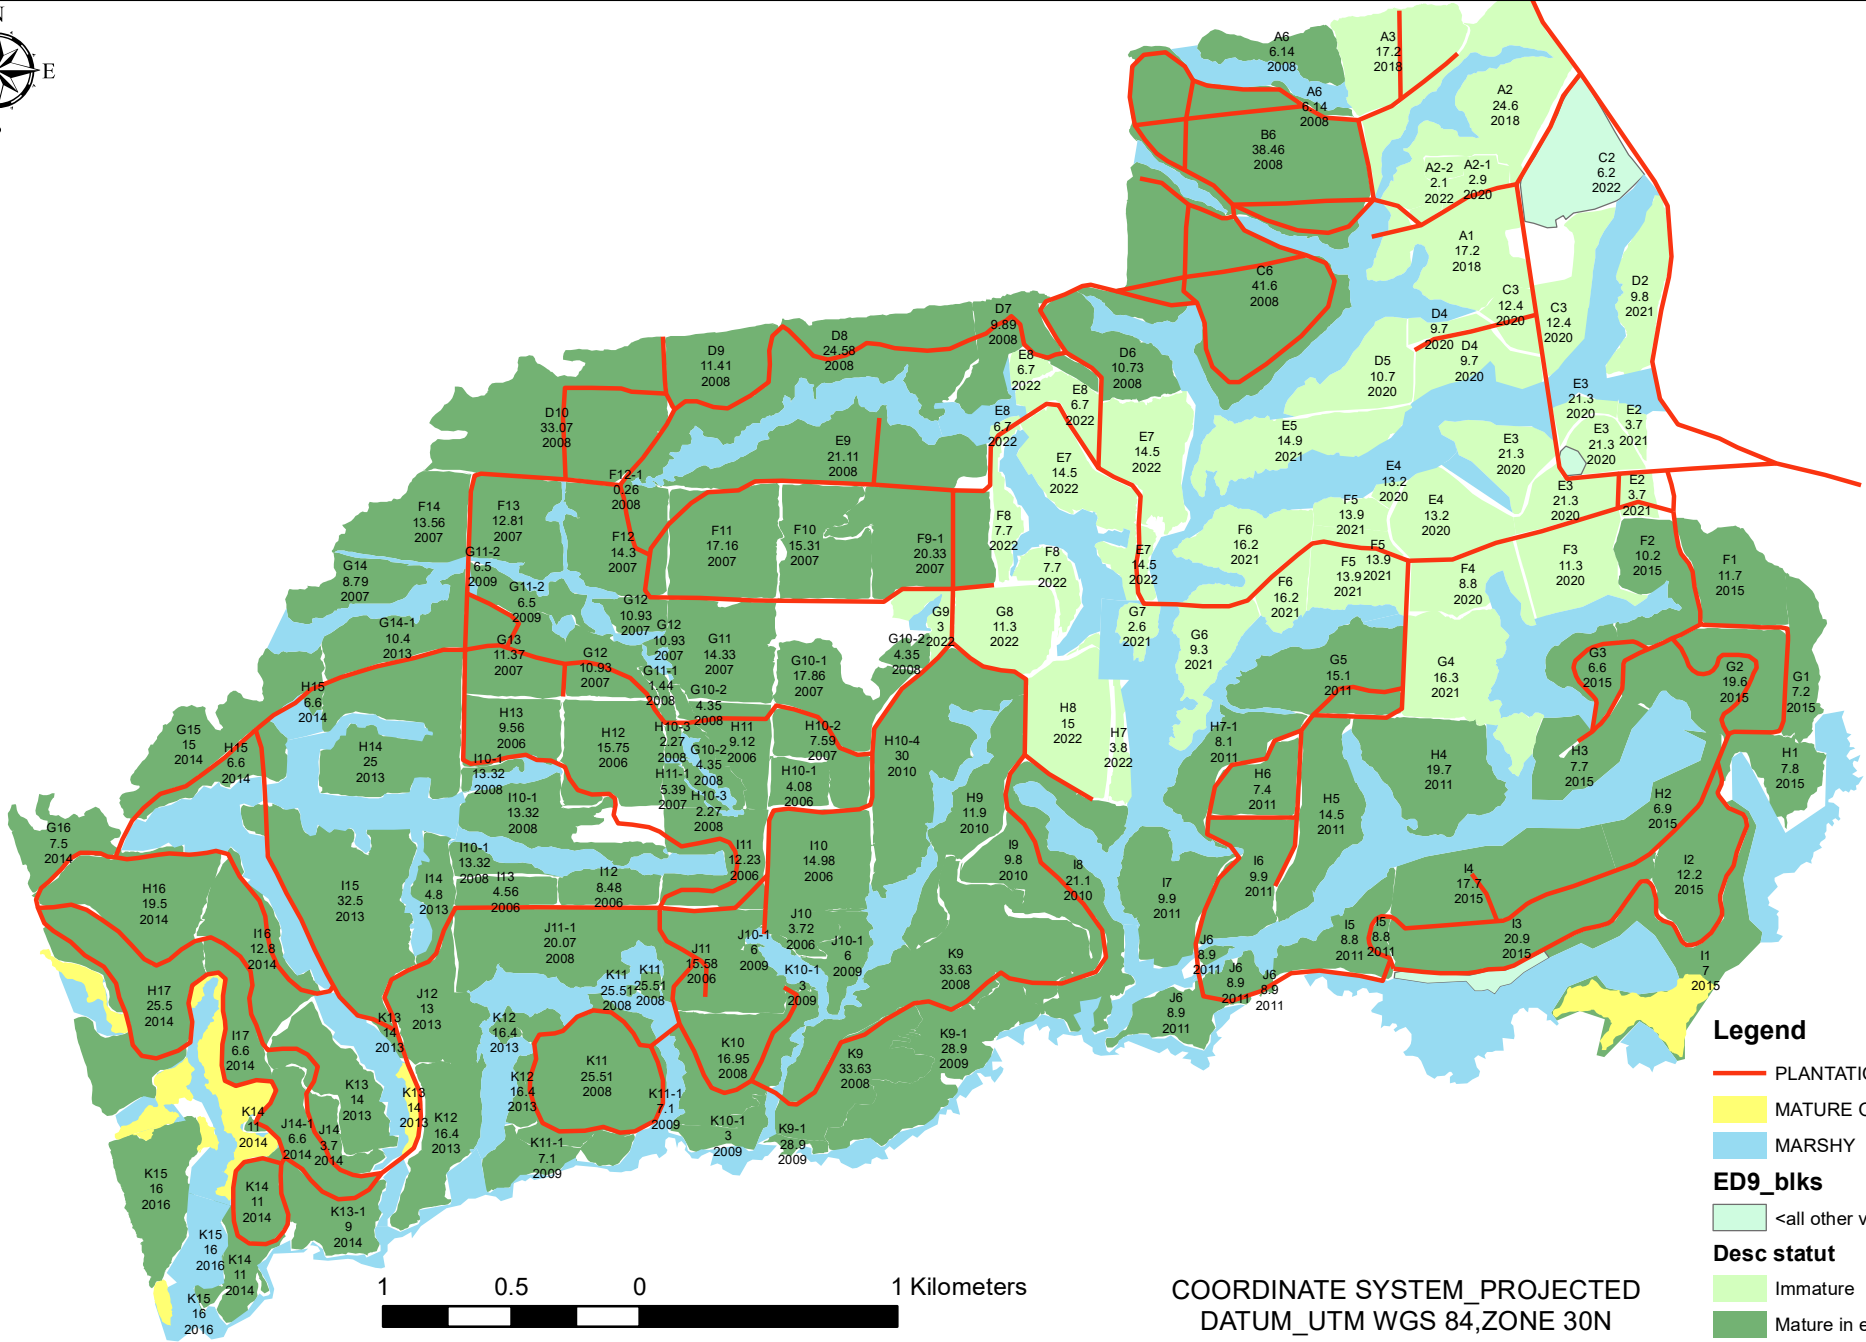 N
E
A6
6.14
2008
A3
17.2
2018
A6
6.14
2008
A2
24.6
2018
B6
38.46
2008
C2
6.2
2022
A2-2
2.1
2022
A2-1
2.9
2020
A1
17.2
2018
C6
41.6
2008
D2
9.8
2021
C3
12.4
2020
C3
12.4
2020
D7
9.89
2008
D4
9.7
2020
D4
9.7
2020
D8
24.58
2008
D9
11.41
2008
E8
6.7
2022
D6
10.73
2008
D5
10.7
2020
E8
6.7
2022
E3
21.3
2020
D10
33.07
2008
E8
6.7
2022
E2
3.7
2021
E9
21.11
2008
E7
14.5
2022
E5
14.9
2021
E3
21.3
2020
E3
21.3
2020
E7
14.5
2022
E4
13.2
2020
F12-1
0.26
2008
E3
21.3
2020
E2
3.7
2021
F14
13.56
2007
F13
12.81
2007
F5
13.9
2021
E4
13.2
2020
F8
7.7
2022
F12
14.3
2007
F11
17.16
2007
F10
15.31
2007
F9-1
20.33
2007
F6
16.2
2021
F2
10.2
2015
F5
13.9
2021
F5
13.9
2021
F3
11.3
2020
F1
11.7
2015
G11-2
6.5
2009
F8
7.7
2022
E7
14.5
2022
G14
8.79
2007
F4
8.8
2020
F6
16.2
2021
G11-2
6.5
2009
G12
10.93
2007
G9
3
2022
G8
11.3
2022
G7
2.6
2021
G14-1
10.4
2013
G12
10.93
2007
G13
11.37
2007
G11
14.33
2007
G10-2
4.35
2008
G6
9.3
2021
G12
10.93
2007
G10-1
17.86
2007
G5
15.1
2011
G4
16.3
2021
G3
6.6
2015
G2
19.6
2015
G11-1
1.44
2008
G1
7.2
2015
H15
6.6
2014
G10-2
4.35
2008
H8
15
2022
H13
9.56
2006
G15
15
2014
H12
15.75
2006
H10-3
2.27
2008
H11
9.12
2006
H10-2
7.59
2007
H7-1
8.1
2011
H7
3.8
2022
H15
6.6
2014
H14
25
2013
H10-4
30
2010
G10-2
4.35
2008
H4
19.7
2011
H3
7.7
2015
H1
7.8
2015
I10-1
13.32
2008
H11-1
5.39
2007
H10-1
4.08
2006
H6
7.4
2011
I10-1
13.32
2008
H10-3
2.27
2008
H9
11.9
2010
H5
14.5
2011
H2
6.9
2015
G16
7.5
2014
I10-1
13.32
2008
I11
12.23
2006
I10
14.98
2006
I9
9.8
2010
I6
9.9
2011
I2
12.2
2015
H16
19.5
2014
I15
32.5
2013
I14
4.8
2013
I13
4.56
2006
I12
8.48
2006
I8
21.1
2010
I7
9.9
2011
I4
17.7
2015
I16
12.8
2014
J11-1
20.07
2008
J10
3.72
2006
J10-1
6
2009
J10-1
6
2009
J11
15.58
2006
K9
33.63
2008
J6
8.9
2011
I5
8.8
2011
I5
8.8
2011
I3
20.9
2015
I1
7
2015
K11
25.51
2008
K11
25.51
2008
K10-1
3
2009
J6
8.9
2011
J6
8.9
2011
H17
25.5
2014
J12
13
2013
J6
8.9
2011
K13
14
2013
K12
16.4
2013
I17
6.6
2014
K10
16.95
2008
K9
33.63
2008
K9-1
28.9
2009
K13
14
2013
K13
14
2013
K12
16.4
2013
K11
25.51
2008
K11-1
7.1
2009
K14
11
2014
J14-1
6.6
2014
J14
3.7
2014
K12
16.4
2013
K10-1
3
2009
K9-1
28.9
2009
K11-1
7.1
2009
K15
16
2016
K14
11
2014
K13-1
9
2014
K15
16
2016
K14
11
2014
K15
16
2016
Legend
PLANTATIO
MATURE O
MARSHY
ED9_blks
<all other v
Desc statut
Immature
Mature in e
1 0.5 0 1 Kilometers
COORDINATE SYSTEM_PROJECTED
DATUM_UTM WGS 84,ZONE 30N